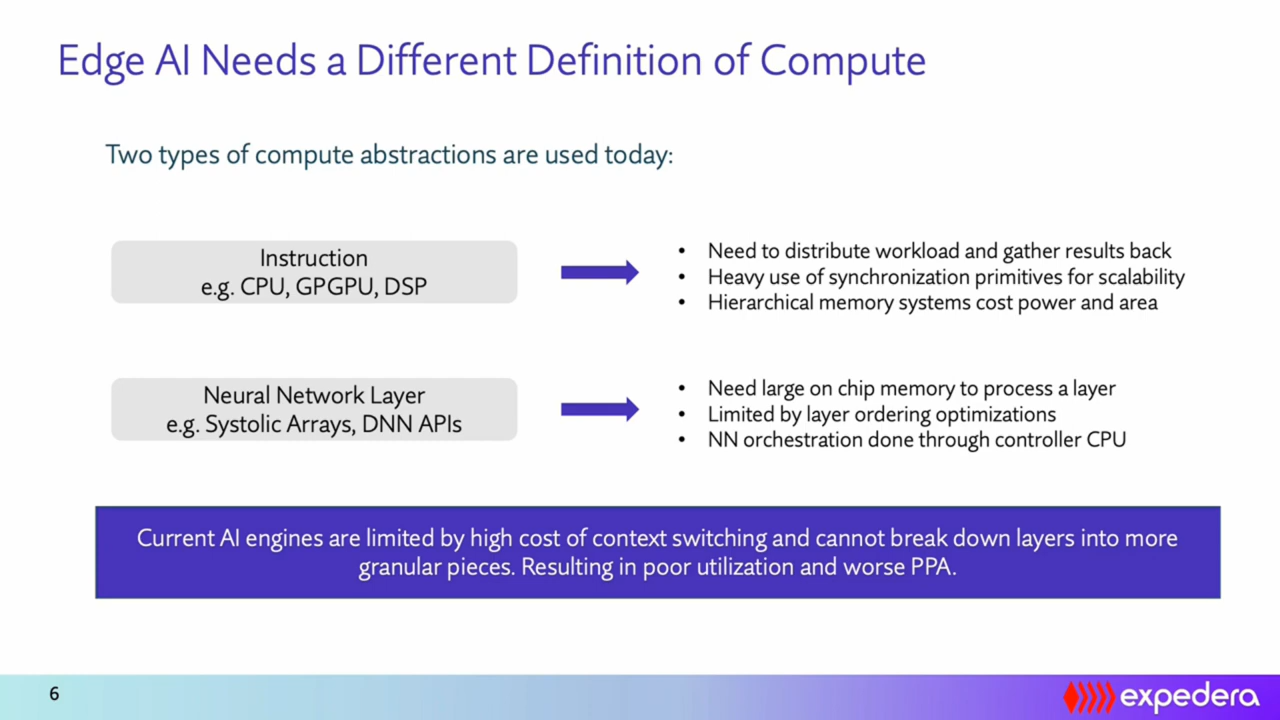 Edge AI Needs a Different Definition of Compute
Two types of compute abstractions are used today:
Instruction
e.g. CPU, GPGPU, DSP
• Need to distribute workload and gather results back
• Heavy use of synchronization primitives for scalability
• Hierarchical memory systems cost power and area
Neural Network Layer
e.g. Systolic Arrays, DNN APIs
• Need large on chip memory to process a layer
• Limited by layer ordering optimizations
• NN orchestration done through controller CPU
Current AI engines are limited by high cost of context switching and cannot break down layers into more
granular pieces. Resulting in poor utilization and worse PPA.
6
expedera